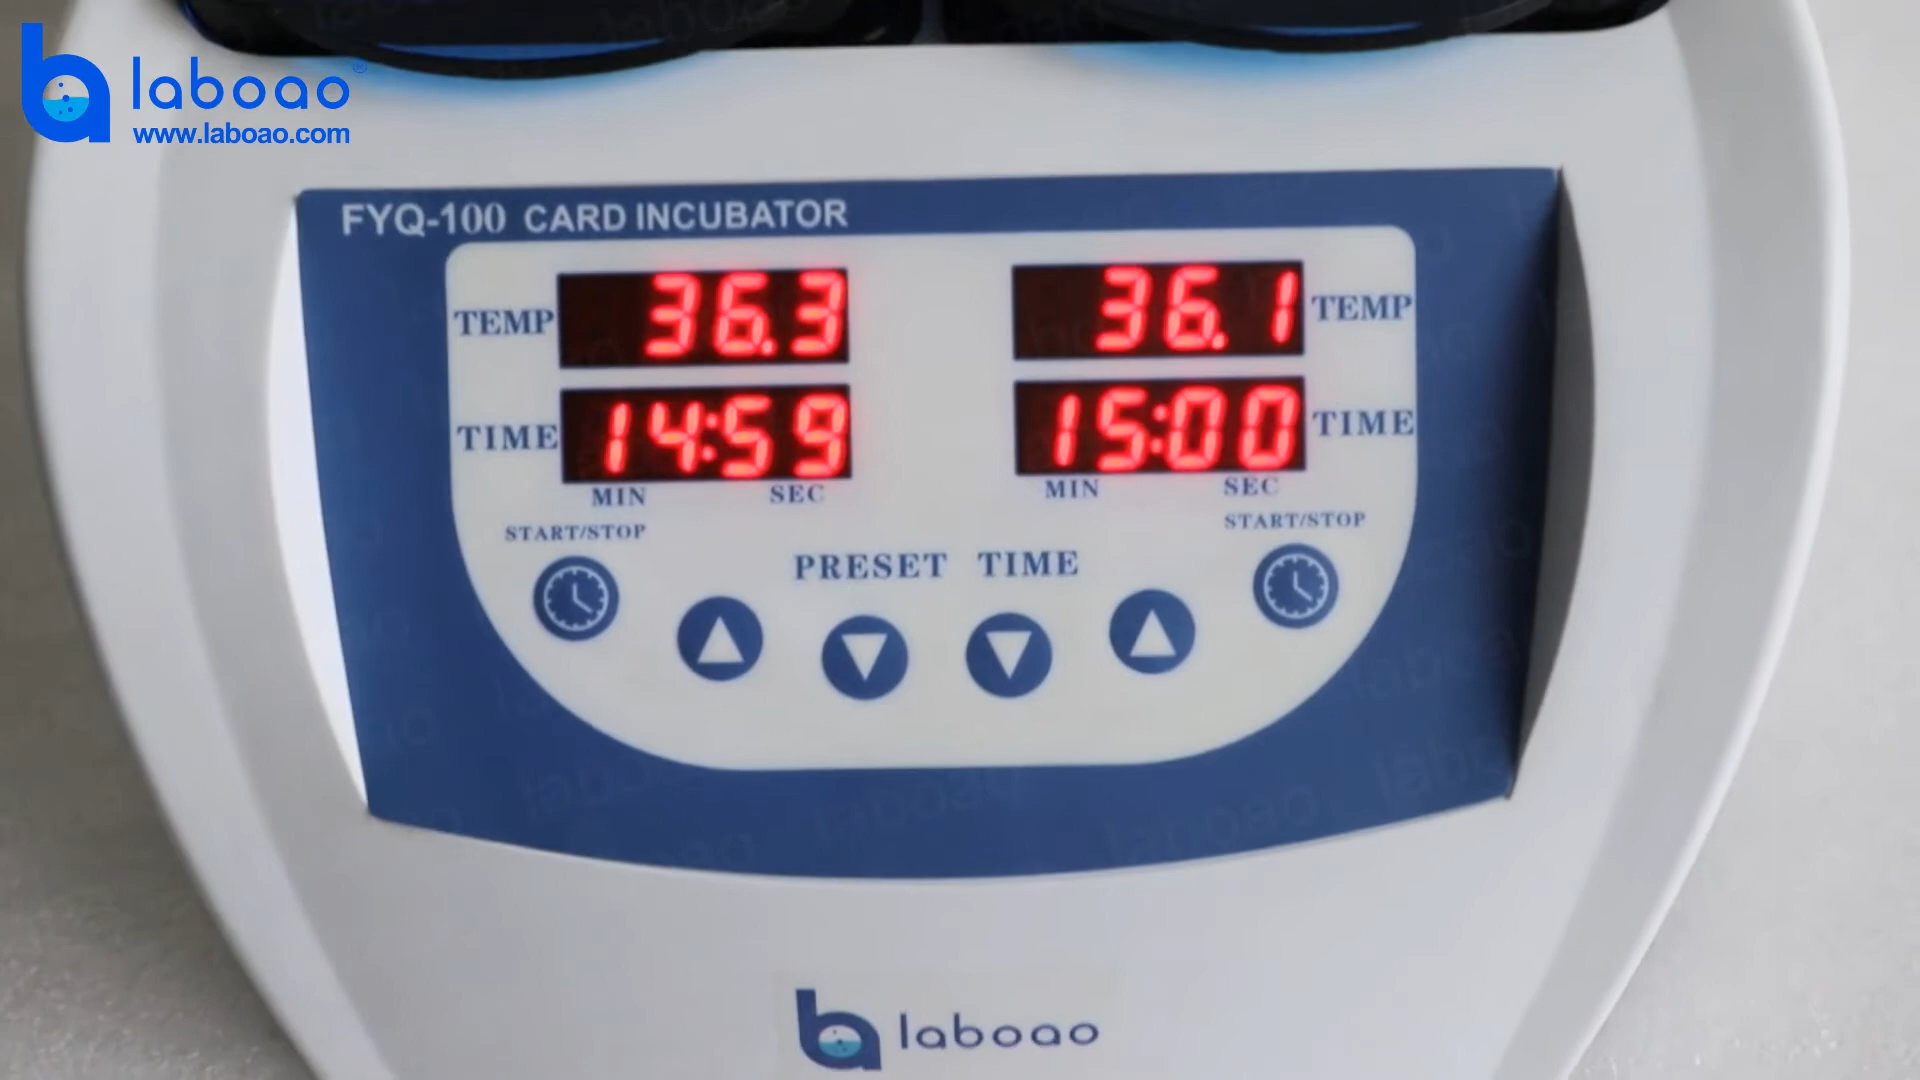 laboao®
www.laboao.com
FYQ-100 CARD INCUBATOR
TEMP 36.3 36.1 TEMP
TIME 14:59 15:00 TIME
MIN SEC MIN SEC
START/STOP START/STOP
PRESET TIME
laboao